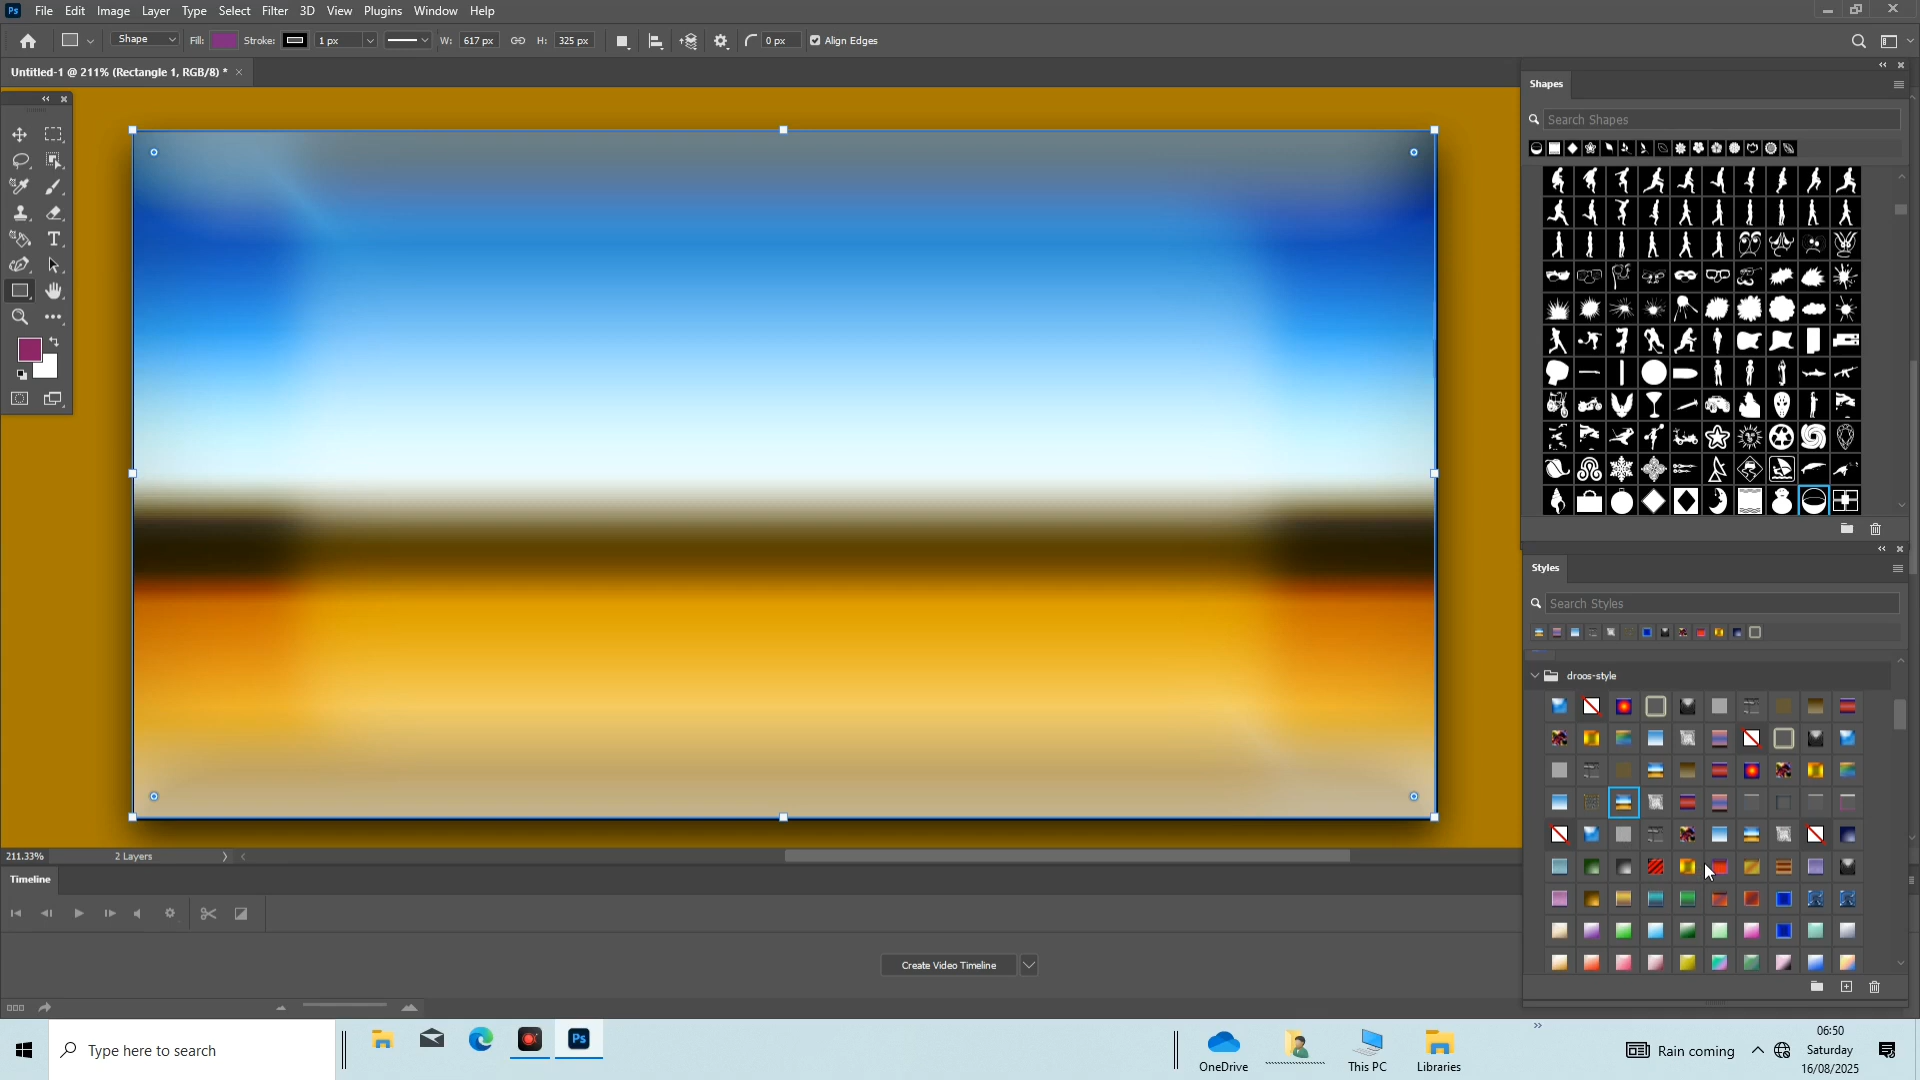 Ps File Edit Image Layer Type Select Filter 3D View Plugins Window Help
Shape Fill: Stroke: 1 px W: 617 px H: 325 px 0 px Align Edges
Untitled-1 @ 211% (Rectangle 1, RGB/8) * ×
Shapes
Search Shapes
Styles
Search Styles
droos-style
211.33% 2 Layers
Timeline
Create Video Timeline
Type here to search
Ps
OneDrive
This PC
Libraries
Rain coming
06:50
Saturday
16/08/2025